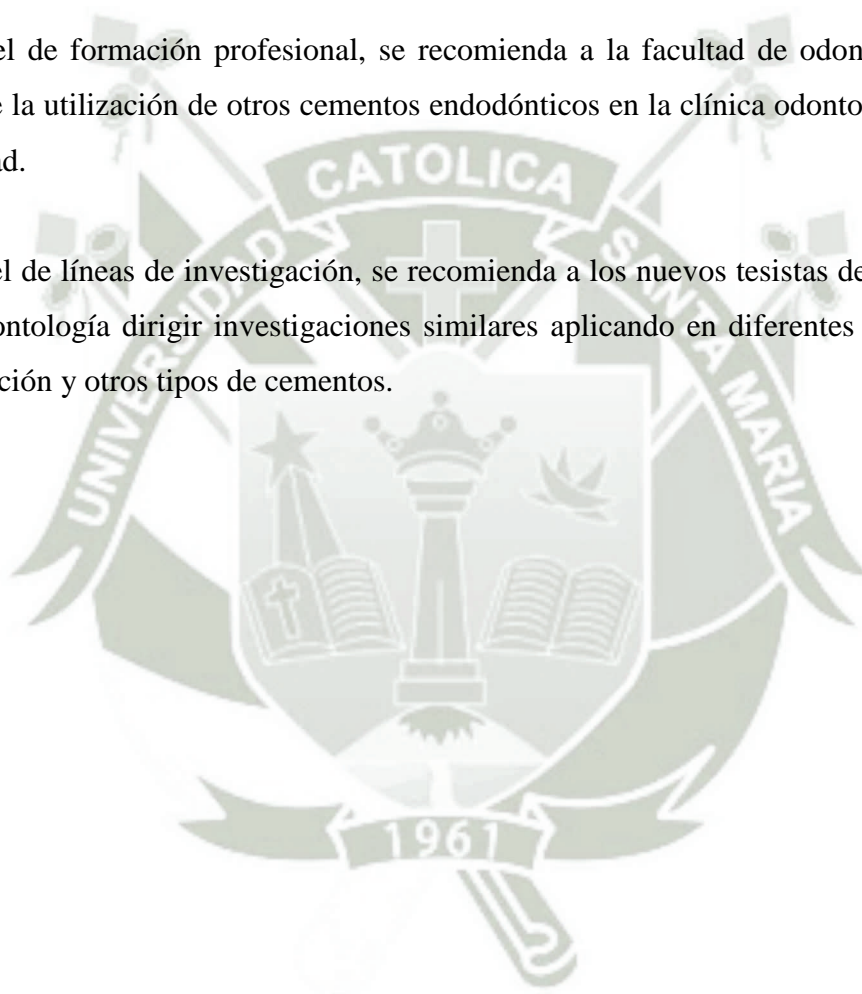 el de formación profesional, se recomienda a la facultad de odon
e la utilización de otros cementos endodónticos en la clínica odonto
ad.
el de líneas de investigación, se recomienda a los nuevos tesistas de
ontología dirigir investigaciones similares aplicando en diferentes
ción y otros tipos de cementos.
UNIVERSIDAD CATOLICA SANTA MARIA
1961